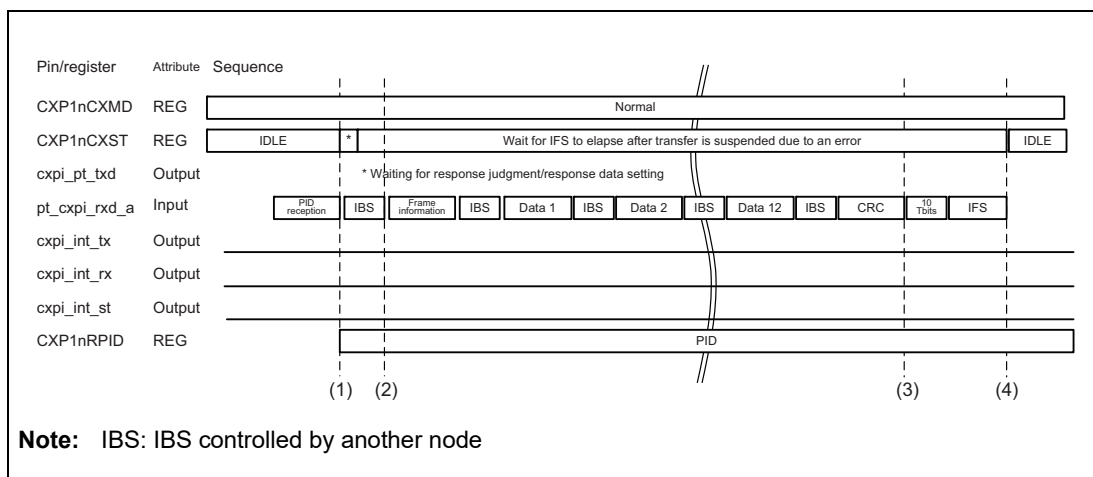 Pin/register Attribute Sequence
CXP1nCXMD REG Normal
CXP1nCXST REG IDLE * Wait for IFS to elapse after transfer is suspended due to an error IDLE
cxpi_pt_txd Output * Waiting for response judgment/response data setting
pt_cxpi_rxd_a Input PID reception IBS Frame information IBS Data 1 IBS Data 2 IBS Data 12 IBS CRC 10 Tbits IFS
cxpi_int_tx Output
cxpi_int_rx Output
cxpi_int_st Output
CXP1nRPID REG PID
(1) (2) (3) (4)
Note: IBS: IBS controlled by another node